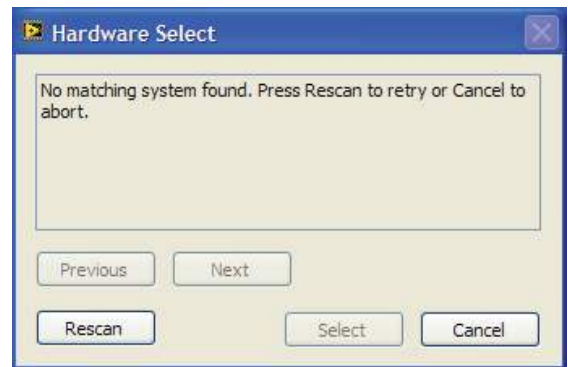 Hardware Select
No matching system found. Press Rescan to retry or Cancel to
abort.
Previous Next
Rescan Select Cancel